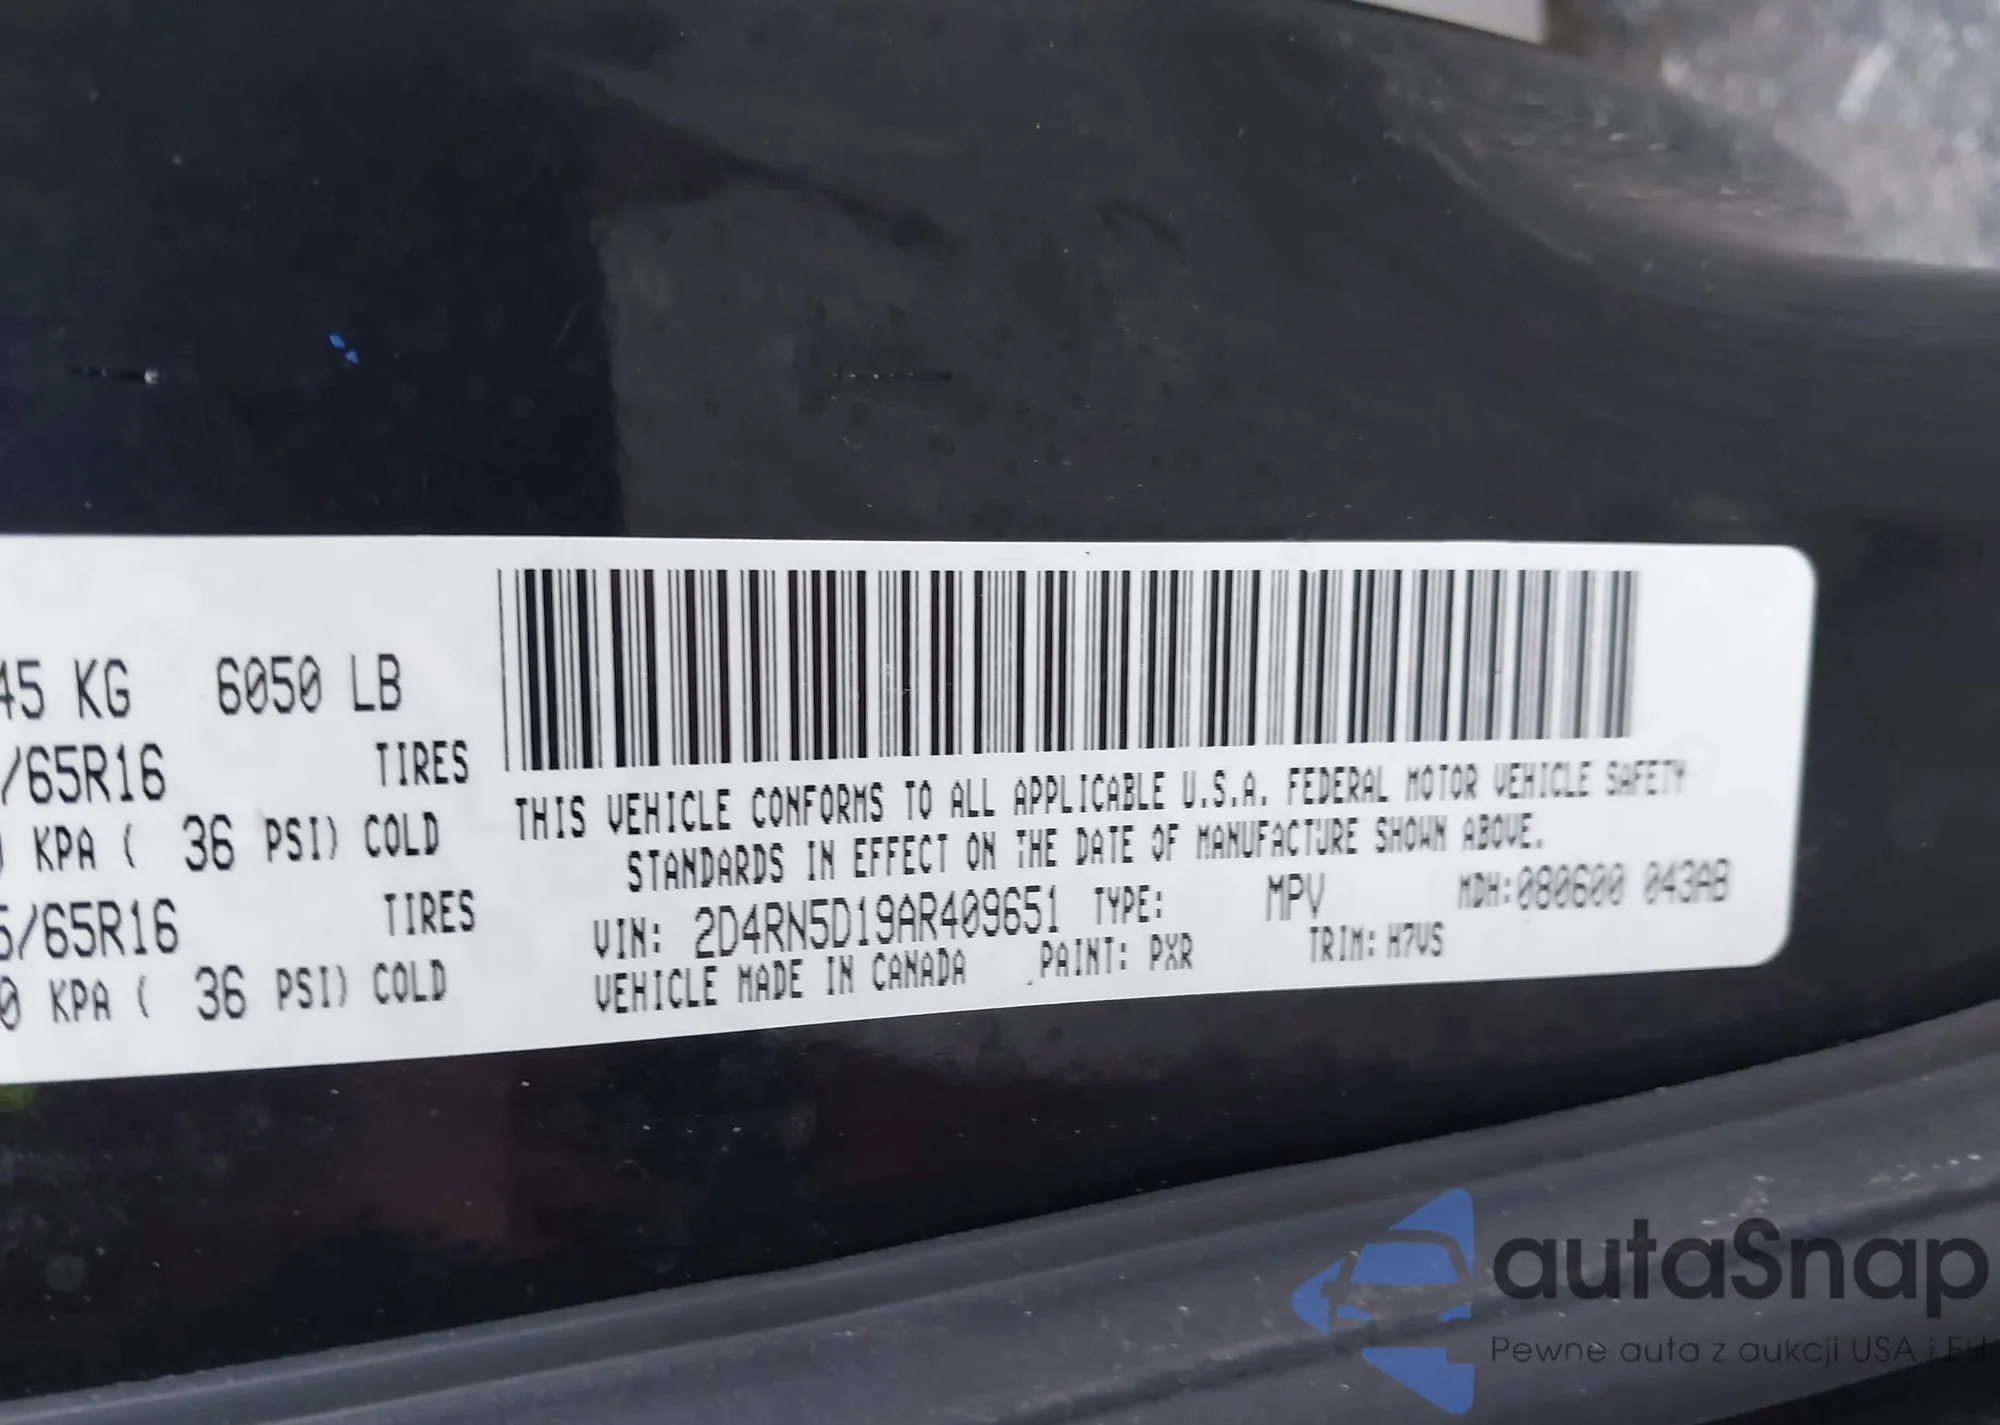 45 KG 6050 LB
/65R16 TIRES
KPA ( 36 PSI) COLD
5/65R16 TIRES
0 KPA ( 36 PSI) COLD
THIS VEHICLE CONFORMS TO ALL APPLICABLE U.S.A. FEDERAL MOTOR VEHICLE SAFETY
STANDARDS IN EFFECT ON THE DATE OF MANUFACTURE SHOWN ABOVE.
VIN: 2D4RN5D19AR409651 TYPE: MPV MDH:080600 043AB
VEHICLE MADE IN CANADA PAINT: PXR TRIM: H7VS
autaSnap
Pewne auta z aukcji USA i EU